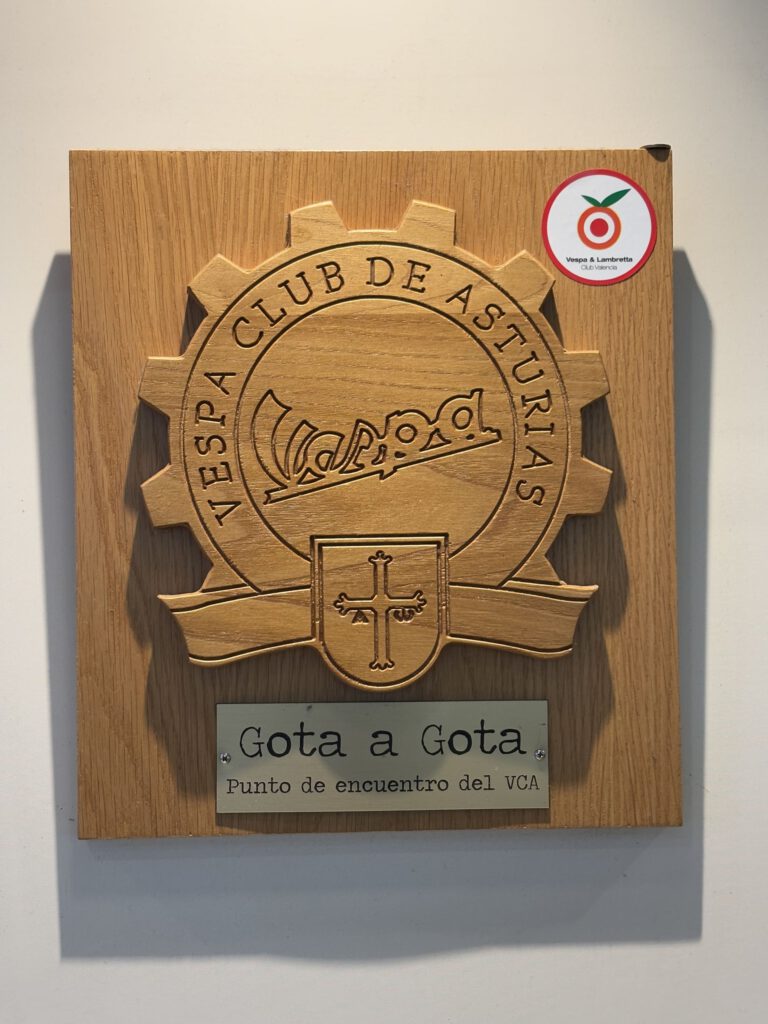 VESPA CLUB DE ASTURIAS
Vespa
Vespa & Lambretta
Club Valencia
Gota a Gota
Punto de encuentro del VCA